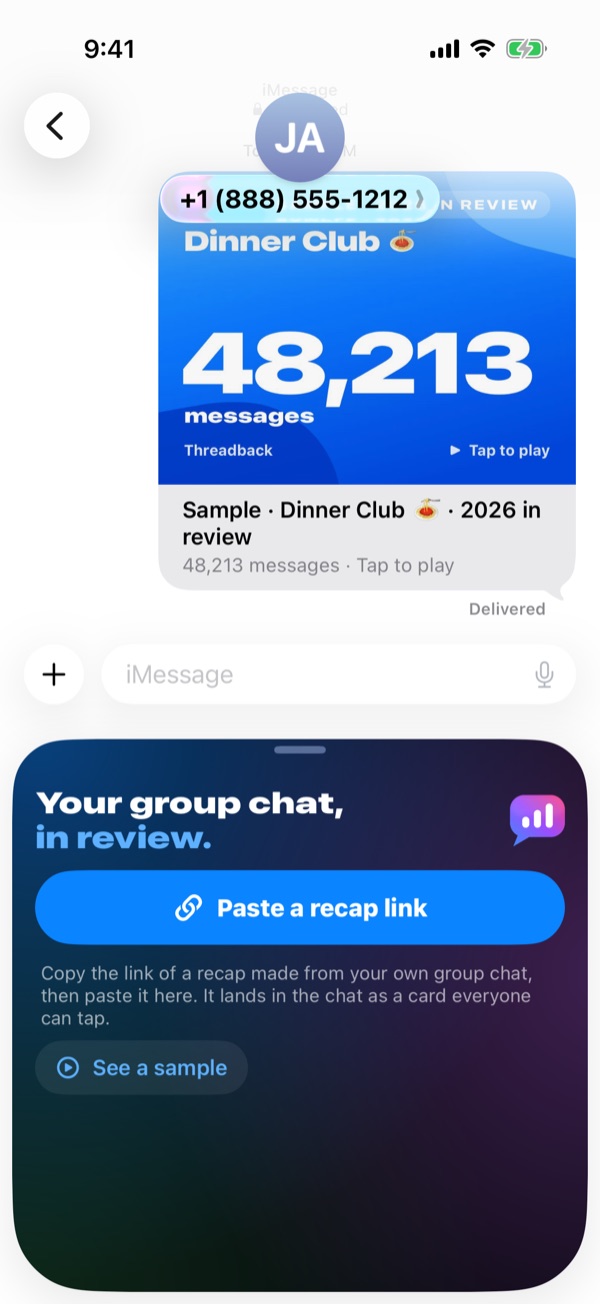 9:41
iMessage
JA
+1 (888) 555-1212
N REVIEW
Dinner Club 🍝
48,213
messages
Threadback
Tap to play
Sample · Dinner Club 🍝 · 2026 in
review
48,213 messages · Tap to play
Delivered
iMessage
Your group chat,
in review.
Paste a recap link
Copy the link of a recap made from your own group chat,
then paste it here. It lands in the chat as a card everyone
can tap.
See a sample